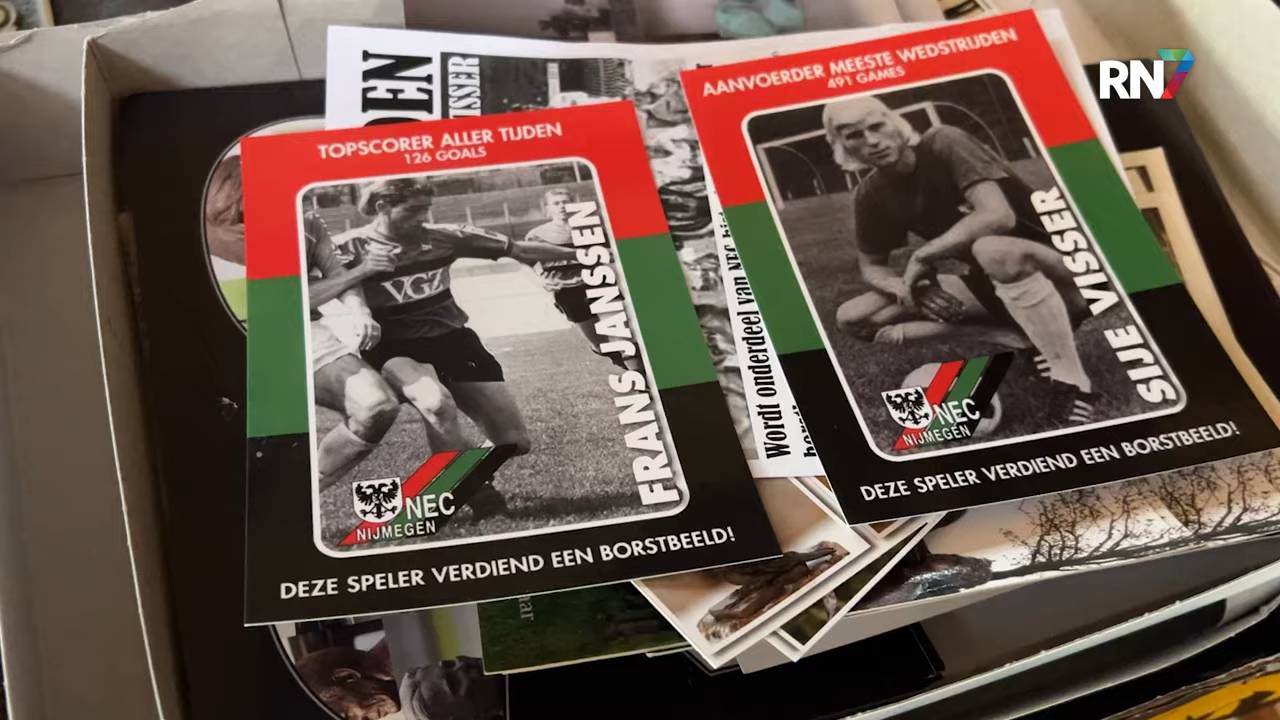 RN7
DEN
VISSER
TOPSCORER ALLER TIJDEN
126 GOALS
VGZ
FRANS JANSSEN
NEC
NIJMEGEN
DEZE SPELER VERDIEND EEN BORSTBEELD!
AANVOERDER MEESTE WEDSTRIJDEN
491 GAMES
SIJE VISSER
NEC
NIJMEGEN
DEZE SPELER VERDIEND EEN BORSTBEELD!
Wordt onderdeel van NEC